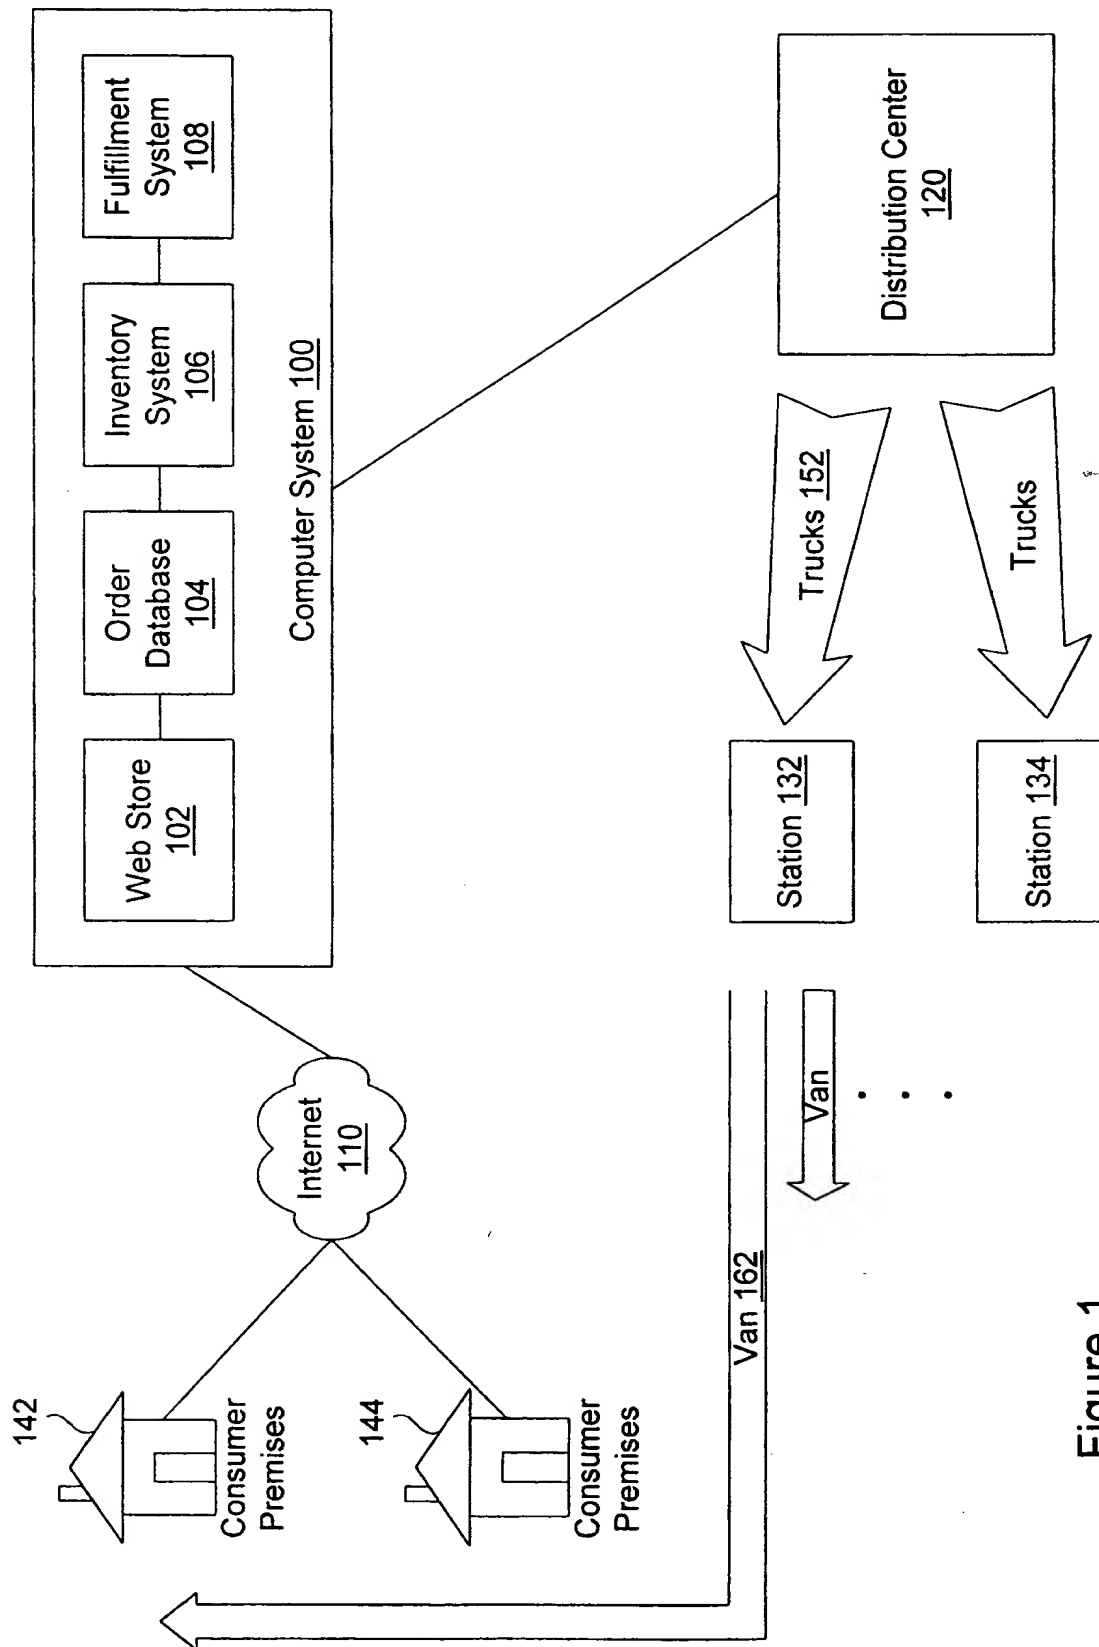 142
Consumer
Premises
144
Consumer
Premises
Internet
110
Web Store
102
Order
Database
104
Inventory
System
106
Fulfillment
System
108
Computer System 100
Van 162
Van
Station 132
Station 134
Trucks 152
Trucks
Distribution Center
120
Figure 1